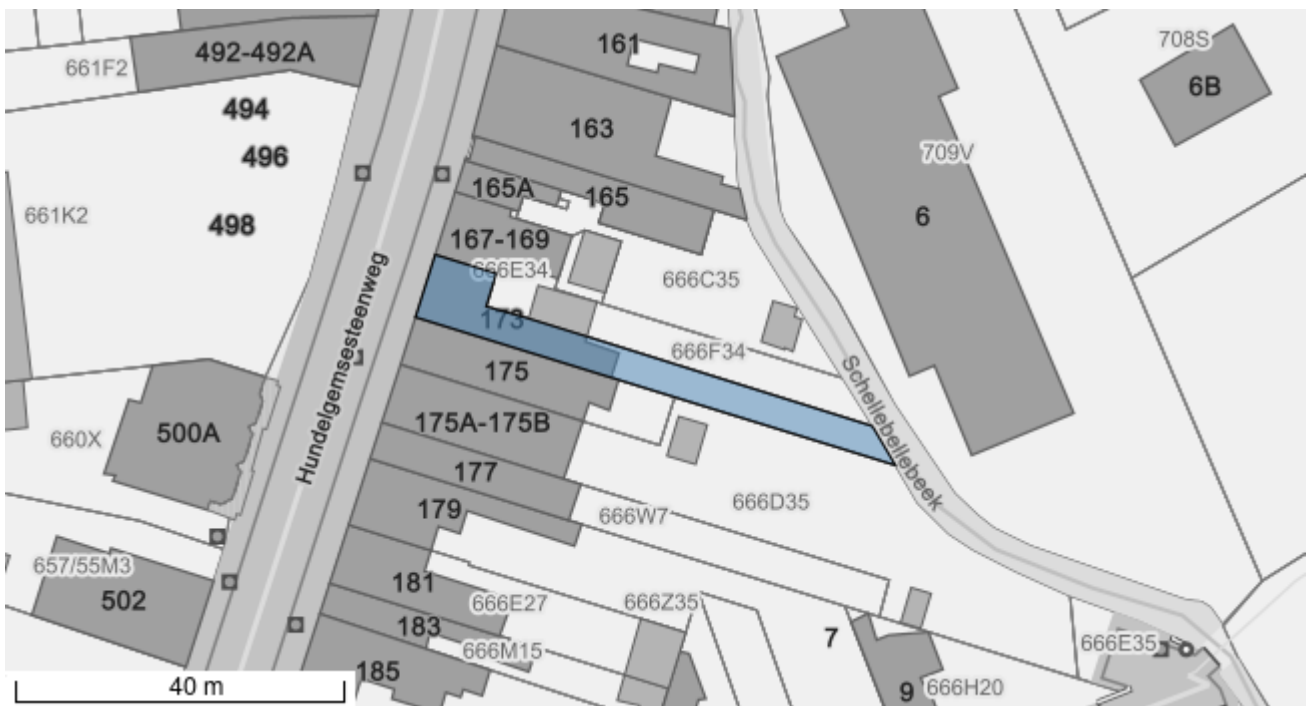 161
708S
492-492A
661F2
6B
494
163
709V
496
165A
165
661K2
498
6
167-169
666E34
666C35
Hundelgemsesteenweg
173
666F34
175
Schellebellebeek
175A-175B
500A
660X
177
666D35
179
666W7
657/55M3
181
502
666E27
666Z35
183
7
666E35
666M15
185
9
666H20
40 m